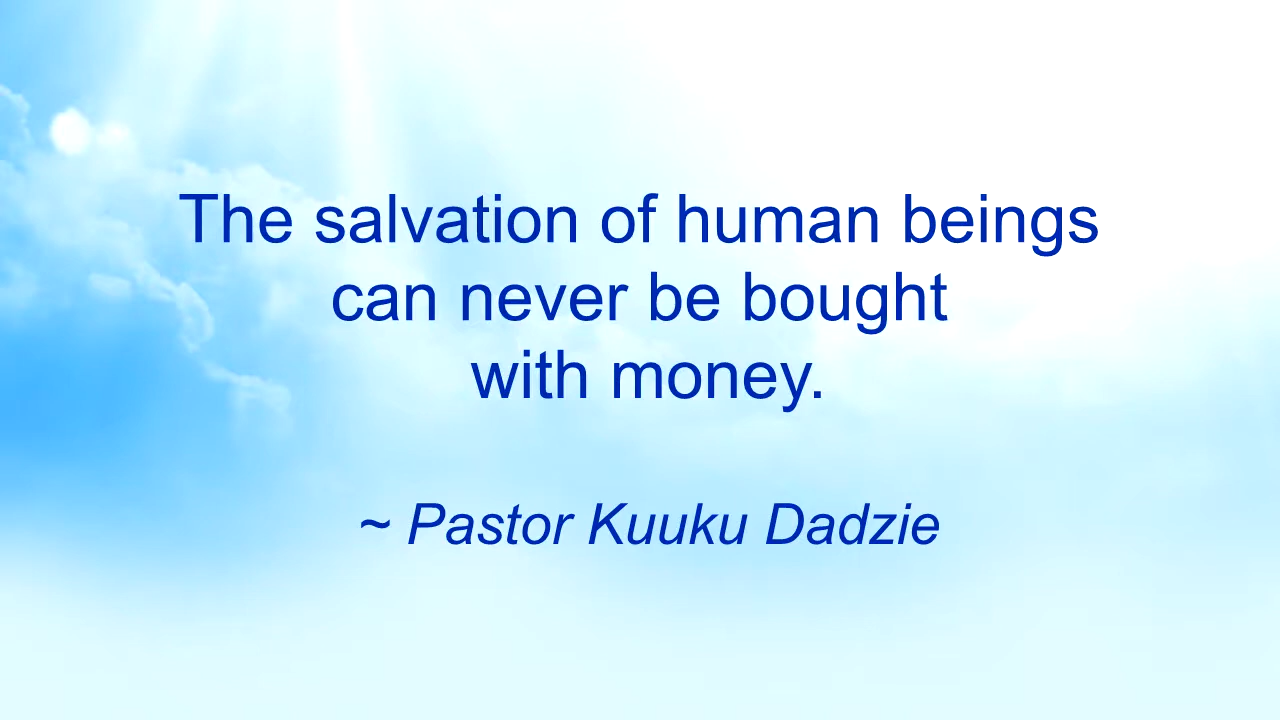 The salvation of human beings
can never be bought
with money.
~ Pastor Kuuku Dadzie